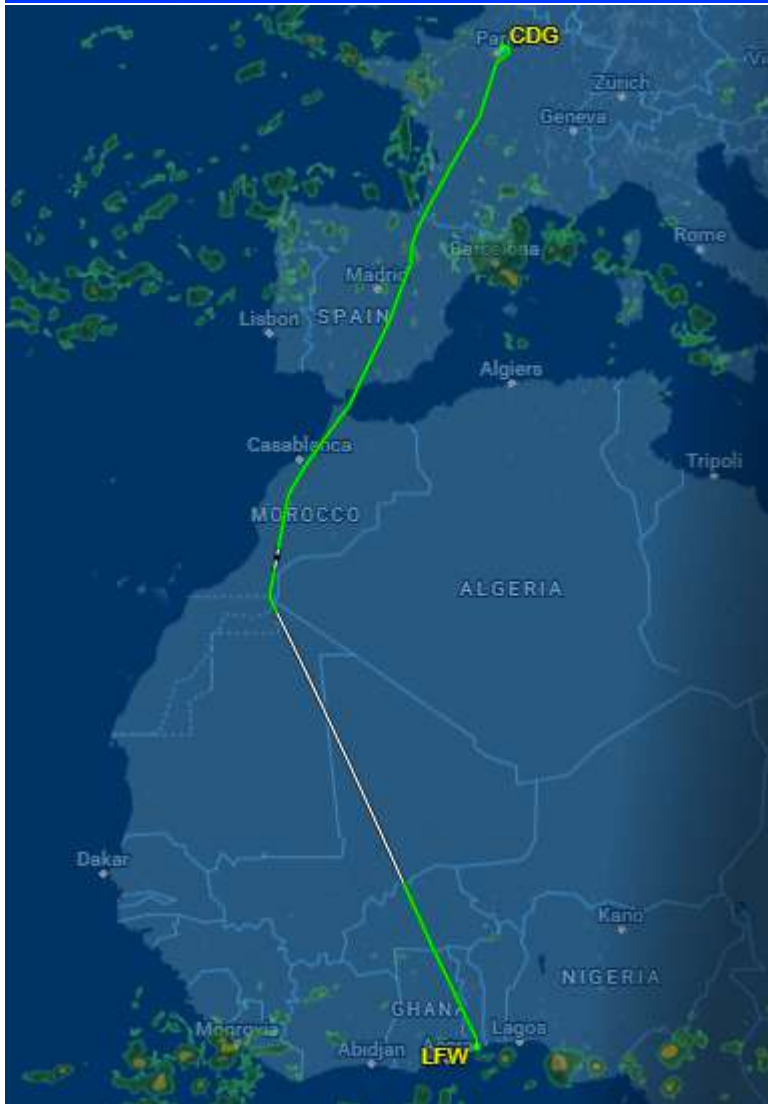 CDG
Zürich
Geneva
Rome
Barcelona
Madrid
Lisbon
SPAIN
Algiers
Casablanca
Tripoli
MOROCCO
ALGERIA
Dakar
Kano
NIGERIA
GHANA
Monrovia
Lagos
Abidjan
LFW